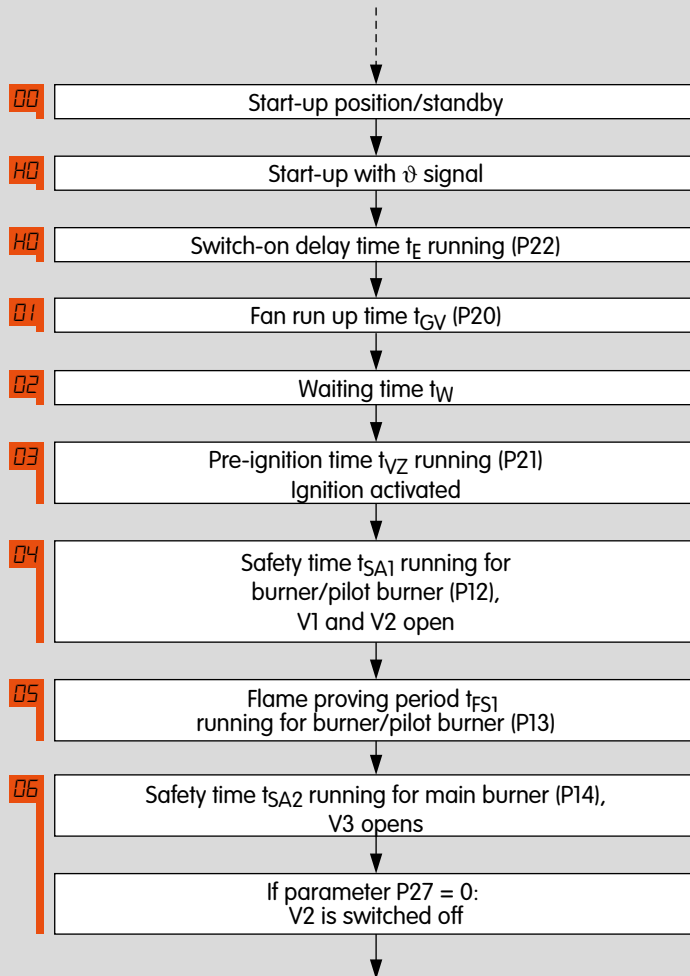 00
Start-up position/standby
H0
Start-up with ϑ signal
H0
Switch-on delay time tE running (P22)
01
Fan run up time tGV (P20)
02
Waiting time tW
03
Pre-ignition time tVZ running (P21)
Ignition activated
04
Safety time tSA1 running for
burner/pilot burner (P12),
V1 and V2 open
05
Flame proving period tFS1
running for burner/pilot burner (P13)
06
Safety time tSA2 running for main burner (P14),
V3 opens
If parameter P27 = 0:
V2 is switched off